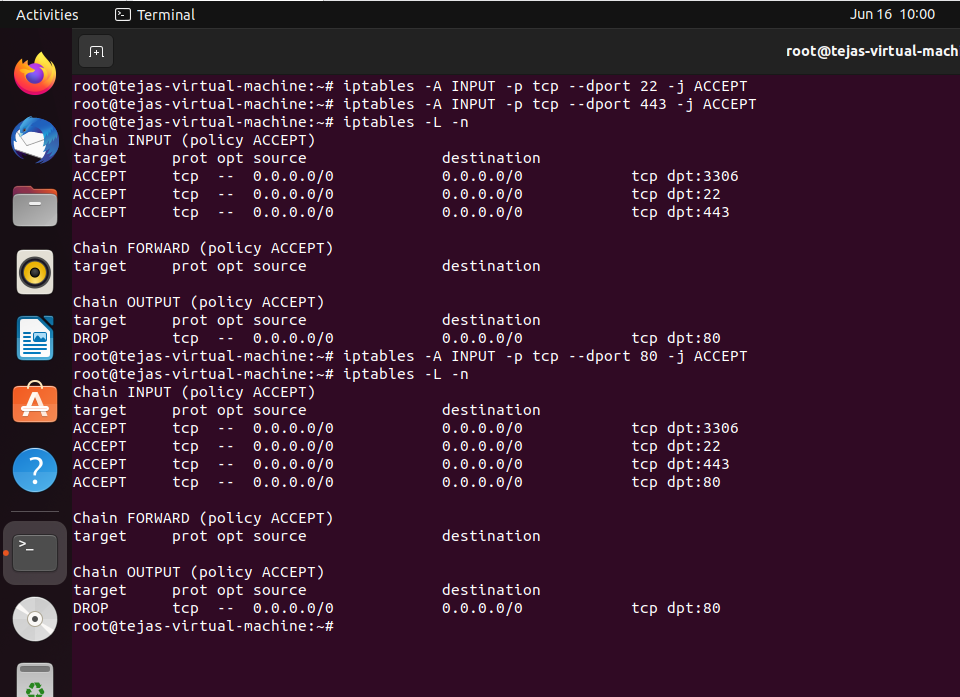 Activities
Terminal
Jun 16 10:00
root@tejas-virtual-mach
root@tejas-virtual-machine:~# iptables -A INPUT -p tcp --dport 22 -j ACCEPT
root@tejas-virtual-machine:~# iptables -A INPUT -p tcp --dport 443 -j ACCEPT
root@tejas-virtual-machine:~# iptables -L -n
Chain INPUT (policy ACCEPT)
target     prot opt source               destination
ACCEPT     tcp  --  0.0.0.0/0            0.0.0.0/0            tcp dpt:3306
ACCEPT     tcp  --  0.0.0.0/0            0.0.0.0/0            tcp dpt:22
ACCEPT     tcp  --  0.0.0.0/0            0.0.0.0/0            tcp dpt:443

Chain FORWARD (policy ACCEPT)
target     prot opt source               destination

Chain OUTPUT (policy ACCEPT)
target     prot opt source               destination
DROP       tcp  --  0.0.0.0/0            0.0.0.0/0            tcp dpt:80
root@tejas-virtual-machine:~# iptables -A INPUT -p tcp --dport 80 -j ACCEPT
root@tejas-virtual-machine:~# iptables -L -n
Chain INPUT (policy ACCEPT)
target     prot opt source               destination
ACCEPT     tcp  --  0.0.0.0/0            0.0.0.0/0            tcp dpt:3306
ACCEPT     tcp  --  0.0.0.0/0            0.0.0.0/0            tcp dpt:22
ACCEPT     tcp  --  0.0.0.0/0            0.0.0.0/0            tcp dpt:443
ACCEPT     tcp  --  0.0.0.0/0            0.0.0.0/0            tcp dpt:80

Chain FORWARD (policy ACCEPT)
target     prot opt source               destination

Chain OUTPUT (policy ACCEPT)
target     prot opt source               destination
DROP       tcp  --  0.0.0.0/0            0.0.0.0/0            tcp dpt:80
root@tejas-virtual-machine:~#